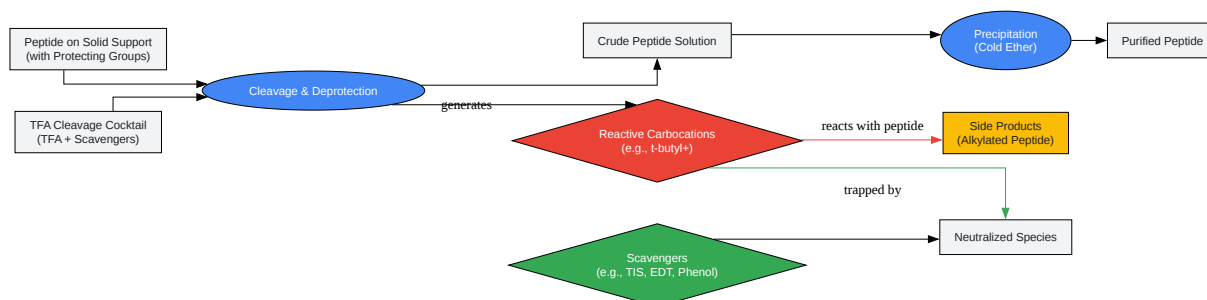 Peptide on Solid Support
(with Protecting Groups)
TFA Cleavage Cocktail
(TFA + Scavengers)
Cleavage & Deprotection
generates
Crude Peptide Solution
Precipitation
(Cold Ether)
Purified Peptide
Reactive Carbocations
(e.g., t-butyl+)
reacts with peptide
Side Products
(Alkylated Peptide)
trapped by
Scavengers
(e.g., TIS, EDT, Phenol)
Neutralized Species